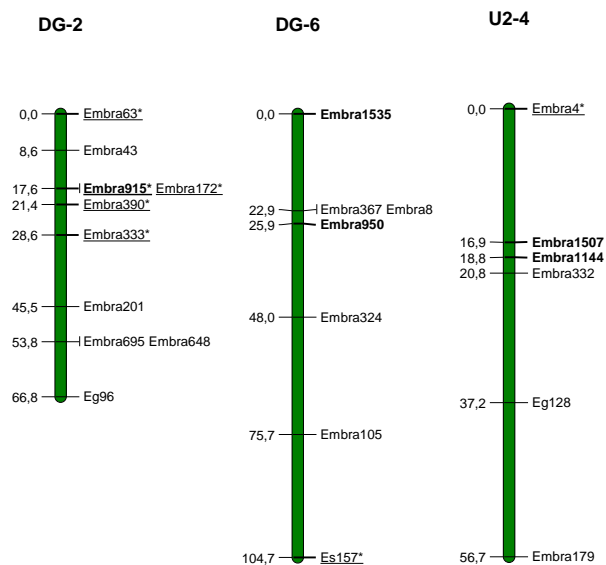 DG-2
0,0 Embra63*
8,6 Embra43
17,6 Embra915* Embra172*
21,4 Embra390*
28,6 Embra333*
45,5 Embra201
53,8 Embra695 Embra648
66,8 Eg96
DG-6
0,0 Embra1535
22,9 Embra367 Embra8
25,9 Embra950
48,0 Embra324
75,7 Embra105
104,7 Es157*
U2-4
0,0 Embra4*
16,9 Embra1507
18,8 Embra1144
20,8 Embra332
37,2 Eg128
56,7 Embra179